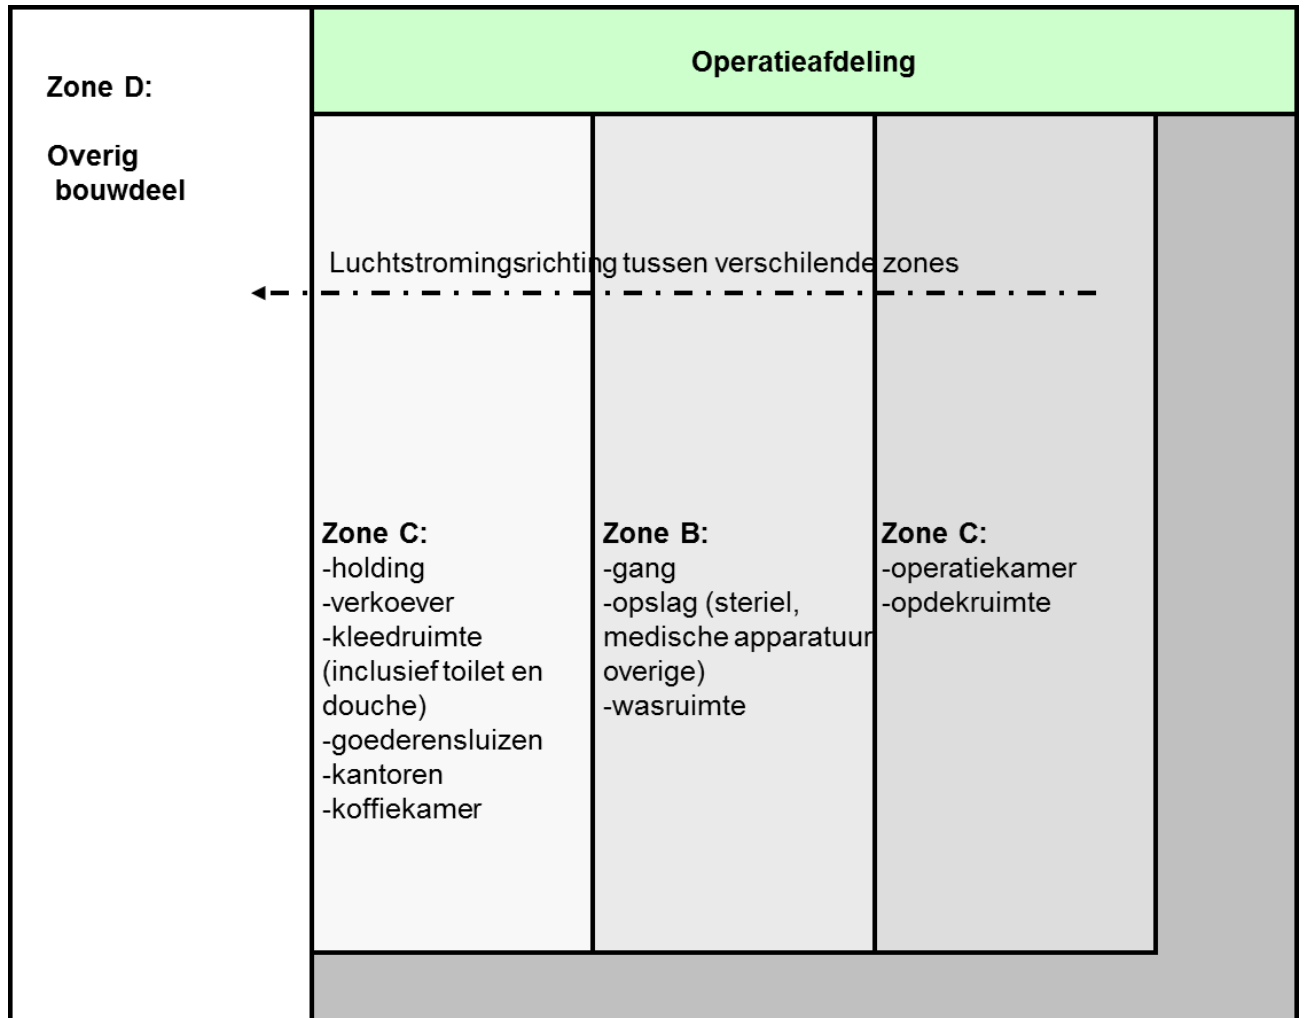 Operatieafdeling
Zone D:
Overig
bouwdeel
Luchtstromingsrichting tussen verschilende zones
Zone C:
-holding
-verkoever
-kleedruimte
(inclusief toilet en
douche)
-goederensluizen
-kantoren
-koffiekamer
Zone B:
-gang
-opslag (steriel,
medische apparatuur
overige)
-wasruimte
Zone C:
-operatiekamer
-opdekruimte